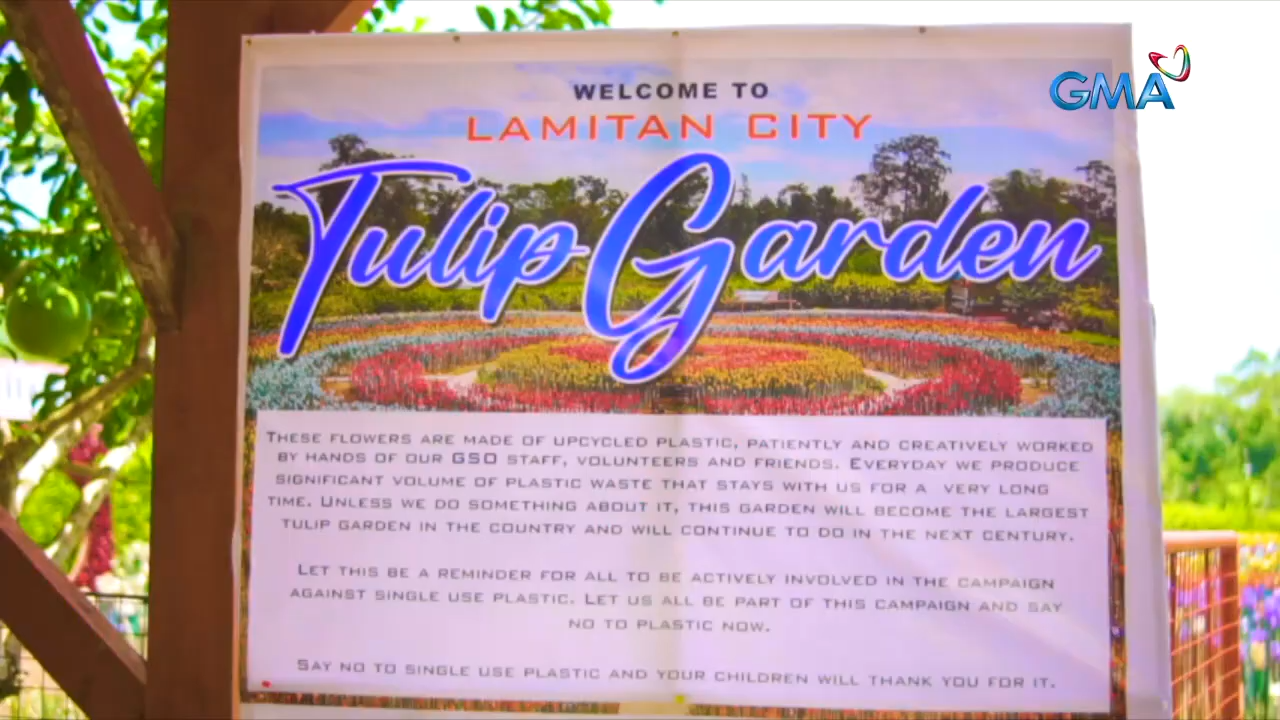 GMA
WELCOME TO
LAMITAN CITY
Tulip Garden
THESE FLOWERS ARE MADE OF UPCYCLED PLASTIC, PATIENTLY AND CREATIVELY WORKED
BY HANDS OF OUR GSO STAFF, VOLUNTEERS AND FRIENDS. EVERYDAY WE PRODUCE
SIGNIFICANT VOLUME OF PLASTIC WASTE THAT STAYS WITH US FOR A VERY LONG
TIME. UNLESS WE DO SOMETHING ABOUT IT, THIS GARDEN WILL BECOME THE LARGEST
TULIP GARDEN IN THE COUNTRY AND WILL CONTINUE TO DO IN THE NEXT CENTURY.
LET THIS BE A REMINDER FOR ALL TO BE ACTIVELY INVOLVED IN THE CAMPAIGN
AGAINST SINGLE USE PLASTIC. LET US ALL BE PART OF THIS CAMPAIGN AND SAY
NO TO PLASTIC NOW.
SAY NO TO SINGLE USE PLASTIC AND YOUR CHILDREN WILL THANK YOU FOR IT.